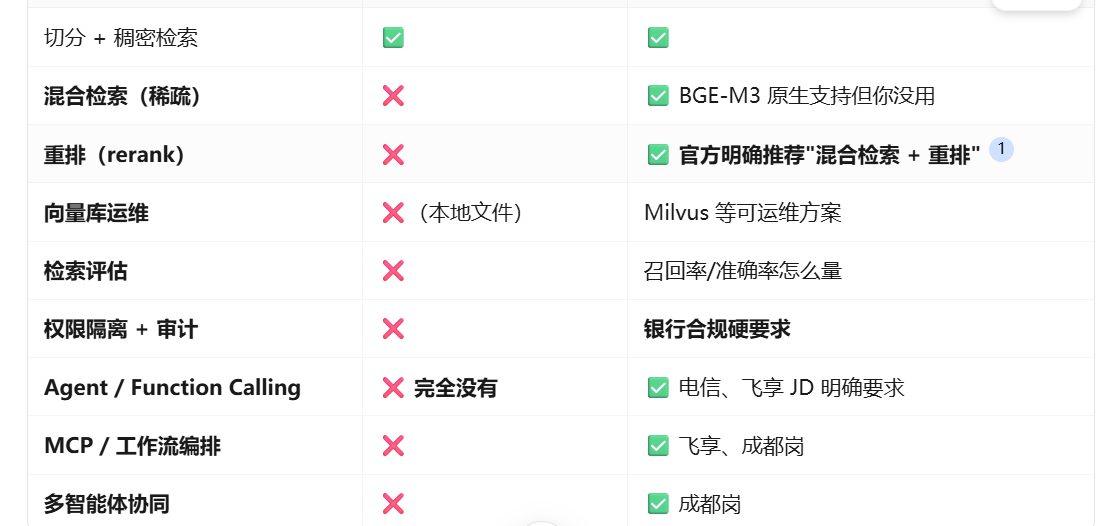 切分 + 稠密检索 ✅ ✅
混合检索（稀疏） ❌ ✅ BGE-M3 原生支持但你没用
重排（rerank） ❌ ✅ 官方明确推荐"混合检索 + 重排" 1
向量库运维 ❌（本地文件） Milvus 等可运维方案
检索评估 ❌ 召回率/准确率怎么量
权限隔离 + 审计 ❌ 银行合规硬要求
Agent / Function Calling ❌ 完全没有 ✅ 电信、飞享 JD 明确要求
MCP / 工作流编排 ❌ ✅ 飞享、成都岗
多智能体协同 ❌ ✅ 成都岗